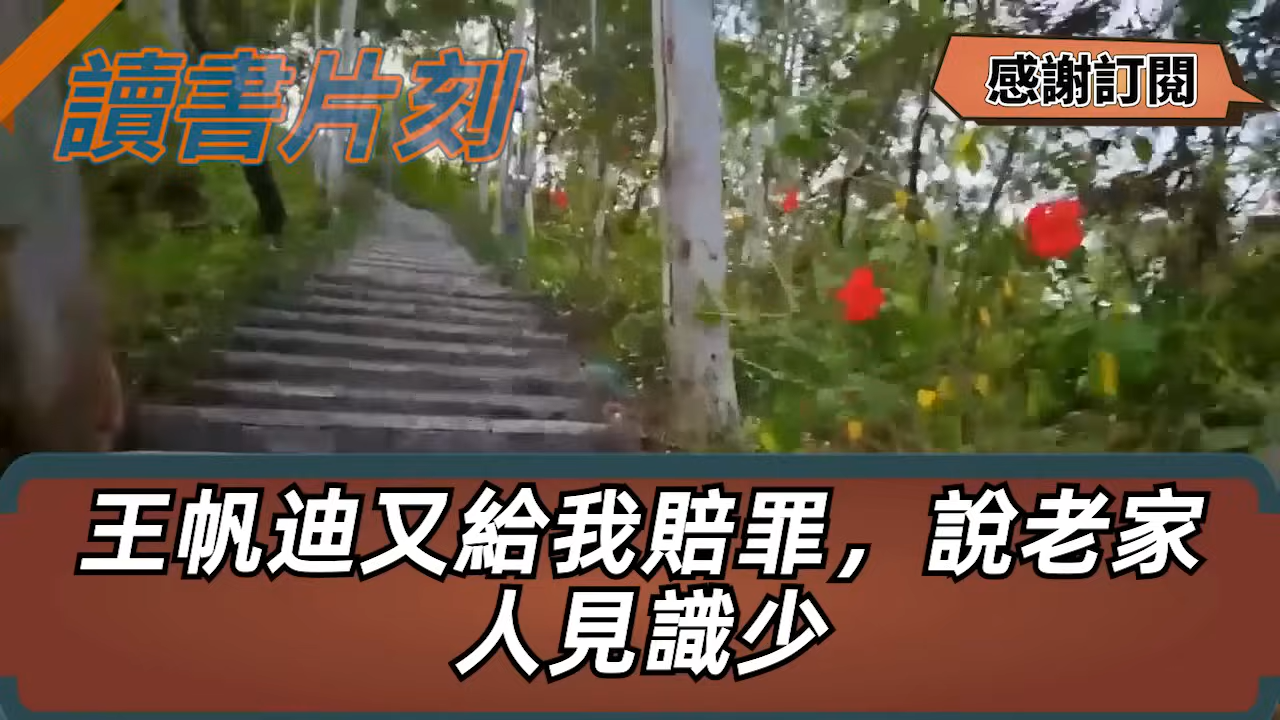 讀書片刻
感謝訂閱
王帆迪又給我賠罪，說老家
人見識少